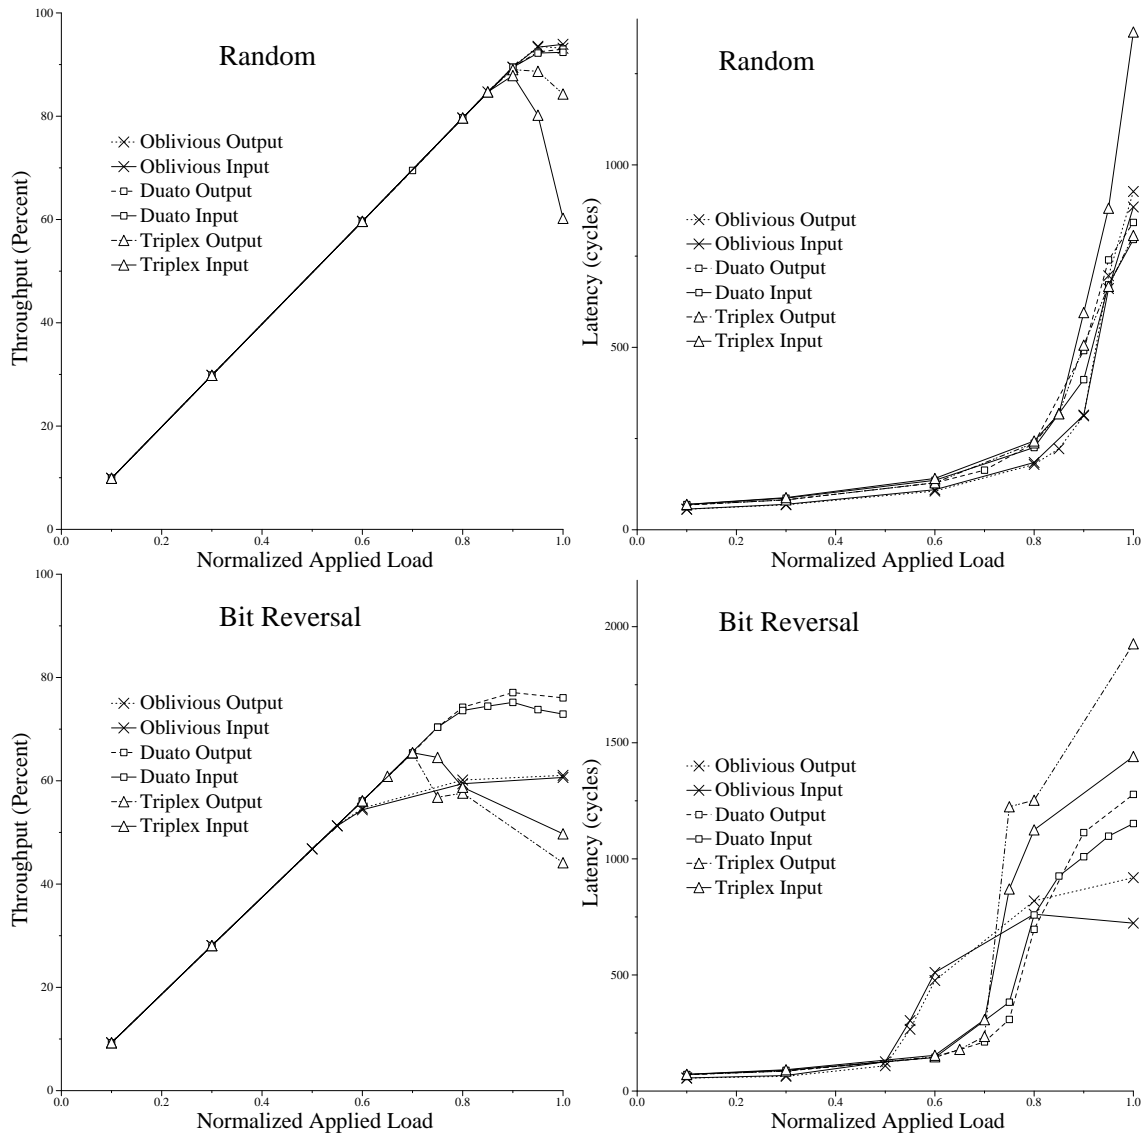 Random
Throughput (Percent)
100
80
60
40
20
0
Oblivious Output
Oblivious Input
Duato Output
Duato Input
Triplex Output
Triplex Input
0.0 0.2 0.4 0.6 0.8 1.0
Normalized Applied Load
Random
Latency (cycles)
1000
500
0
Oblivious Output
Oblivious Input
Duato Output
Duato Input
Triplex Output
Triplex Input
0.0 0.2 0.4 0.6 0.8 1.0
Normalized Applied Load
Bit Reversal
Throughput (Percent)
100
80
60
40
20
0
Oblivious Output
Oblivious Input
Duato Output
Duato Input
Triplex Output
Triplex Input
0.0 0.2 0.4 0.6 0.8 1.0
Normalized Applied Load
Bit Reversal
Latency (cycles)
2000
1500
1000
500
0
Oblivious Output
Oblivious Input
Duato Output
Duato Input
Triplex Output
Triplex Input
0.0 0.2 0.4 0.6 0.8 1.0
Normalized Applied Load